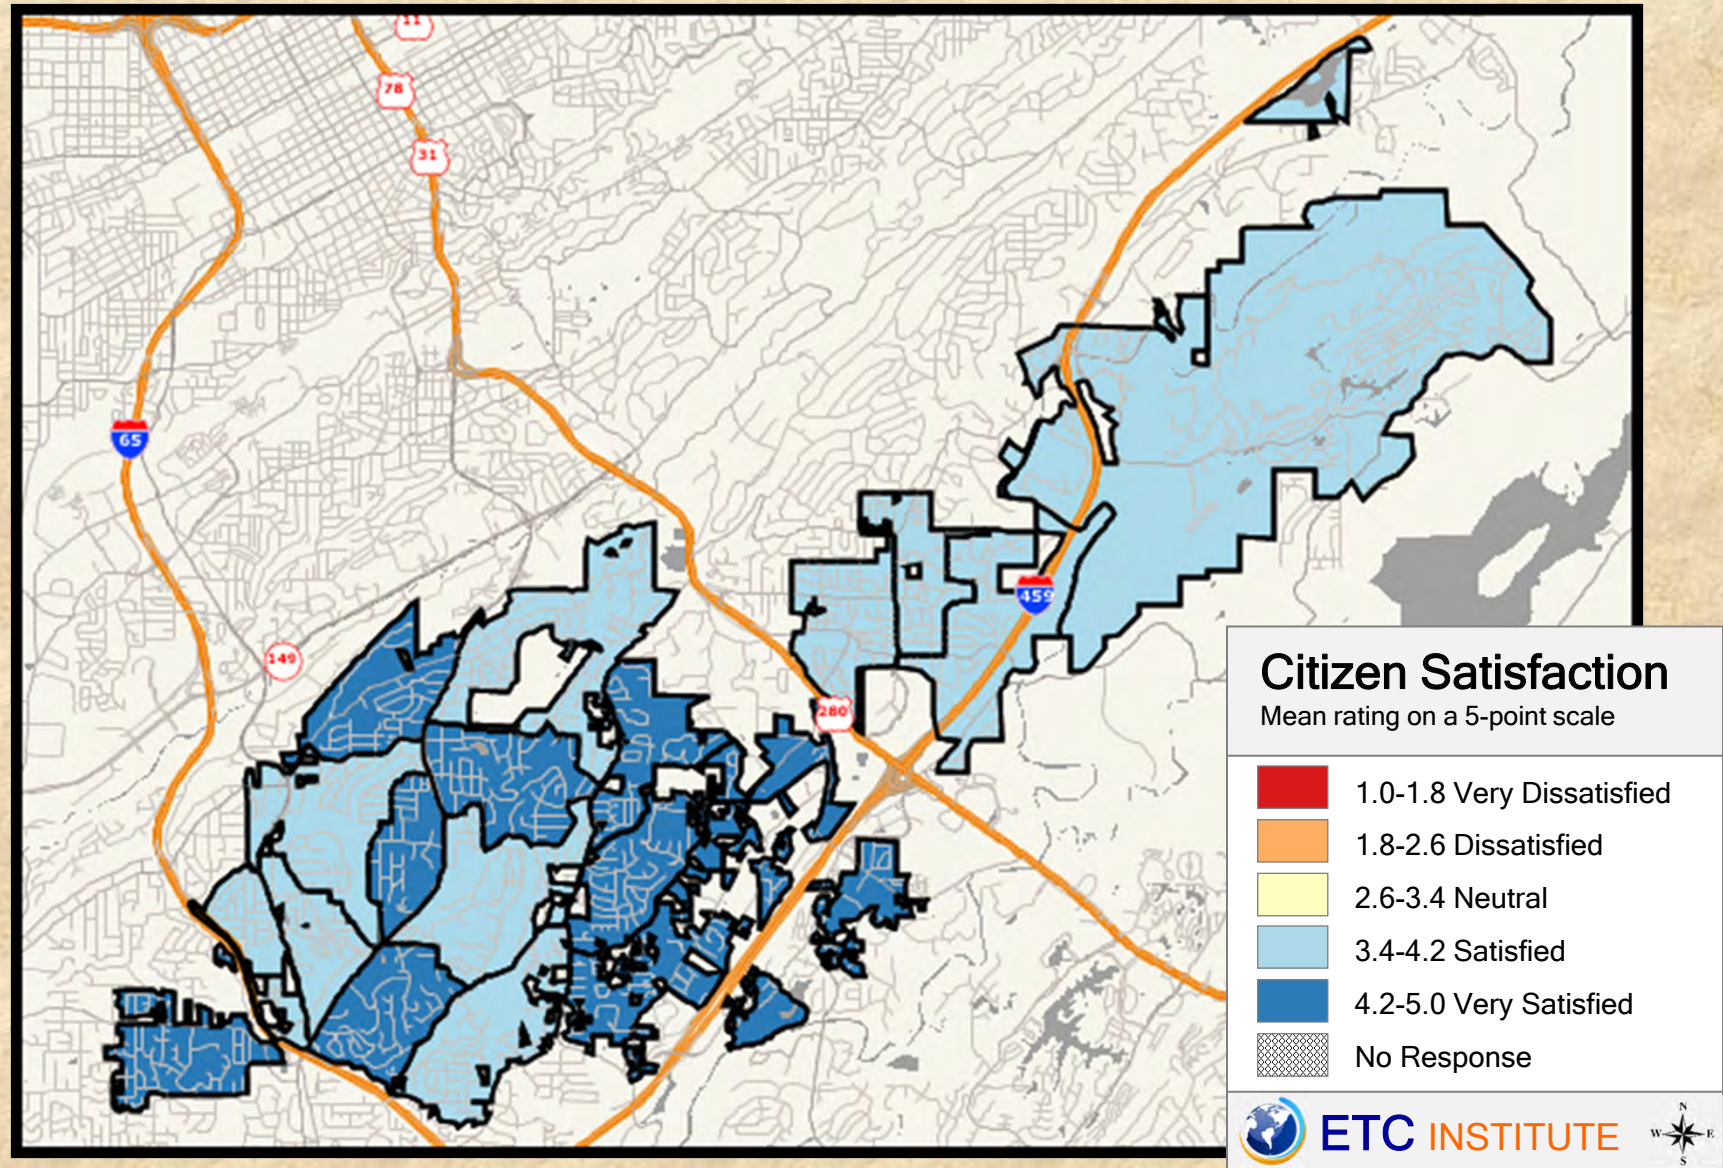 11
78
31
65
149
459
280
Citizen Satisfaction
Mean rating on a 5-point scale
1.0-1.8 Very Dissatisfied
1.8-2.6 Dissatisfied
2.6-3.4 Neutral
3.4-4.2 Satisfied
4.2-5.0 Very Satisfied
No Response
ETC INSTITUTE
N
W E
S